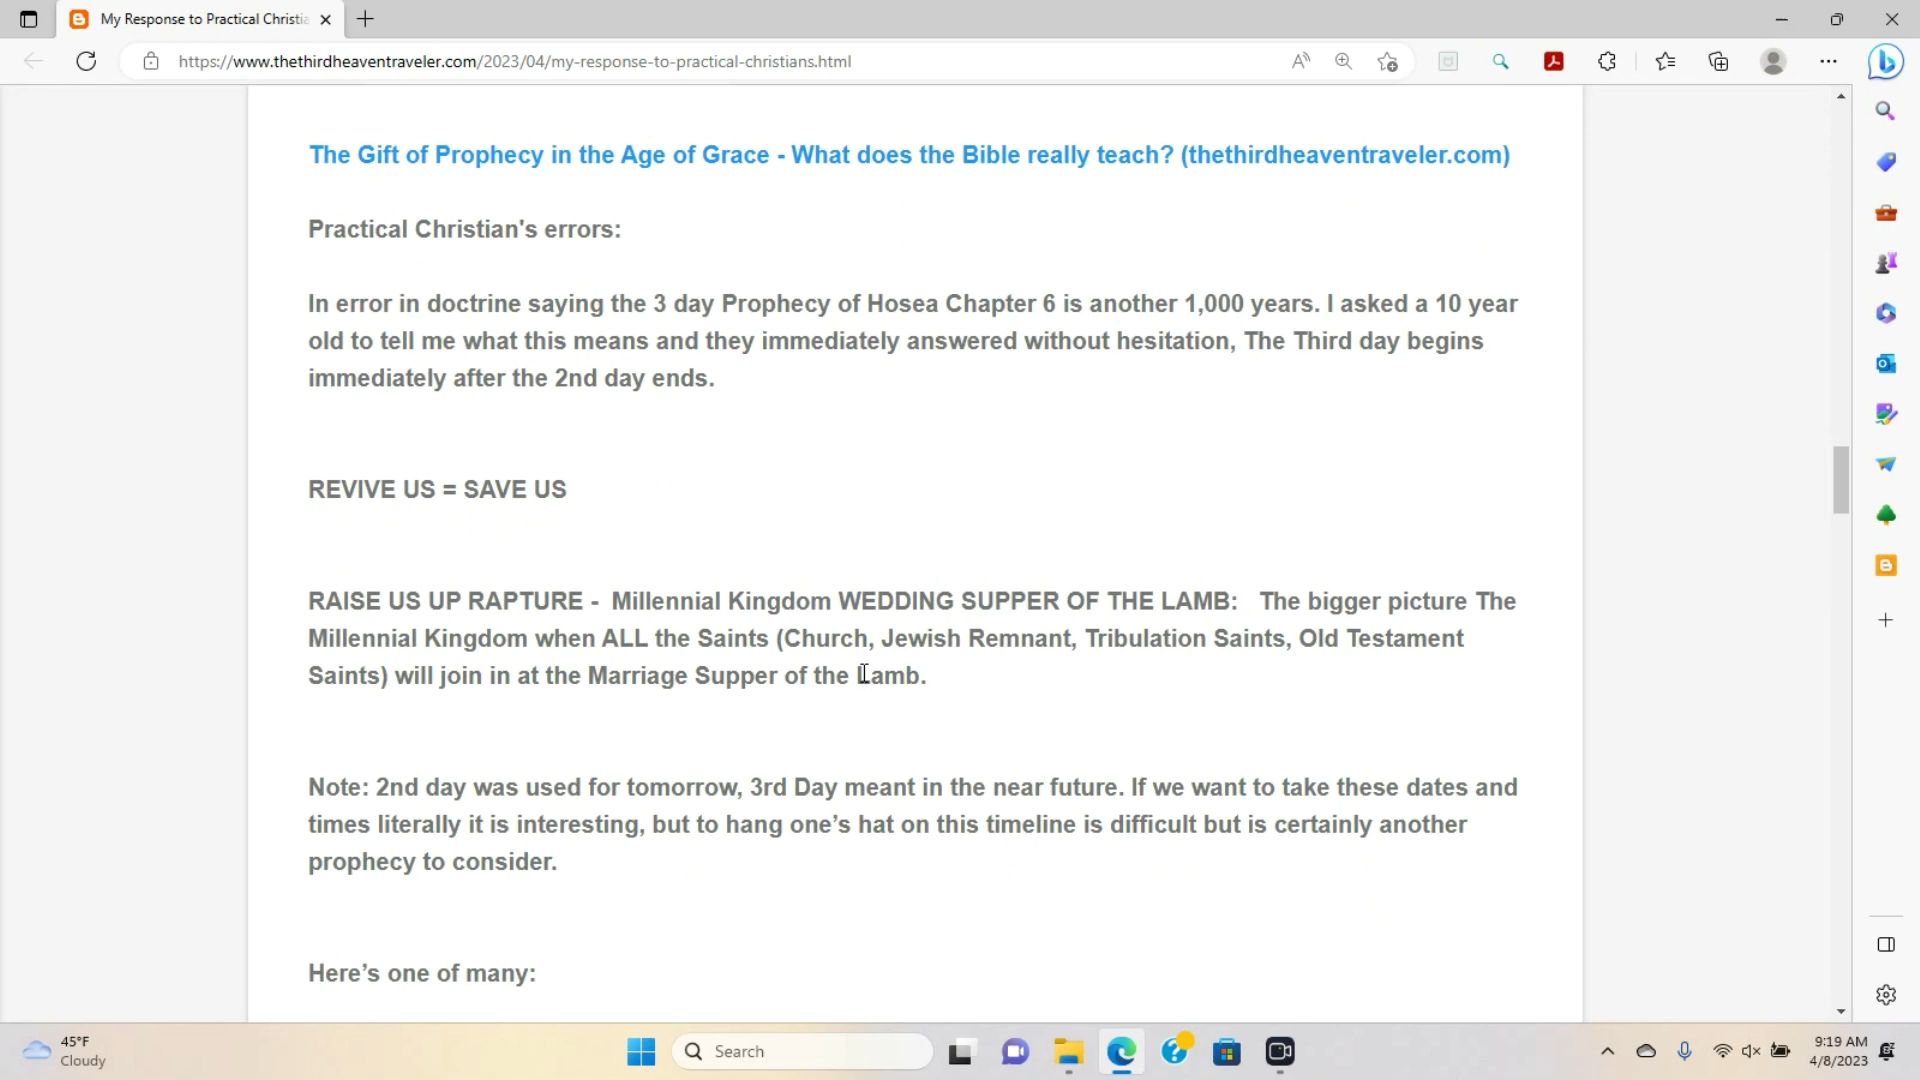 My Response to Practical Christia
https://www.thethirdheaventraveler.com/2023/04/my-response-to-practical-christians.html
The Gift of Prophecy in the Age of Grace - What does the Bible really teach? (thethirdheaventraveler.com)
Practical Christian's errors:
In error in doctrine saying the 3 day Prophecy of Hosea Chapter 6 is another 1,000 years. I asked a 10 year
old to tell me what this means and they immediately answered without hesitation, The Third day begins
immediately after the 2nd day ends.
REVIVE US = SAVE US
RAISE US UP RAPTURE -  Millennial Kingdom WEDDING SUPPER OF THE LAMB:   The bigger picture The
Millennial Kingdom when ALL the Saints (Church, Jewish Remnant, Tribulation Saints, Old Testament
Saints) will join in at the Marriage Supper of the Lamb.
Note: 2nd day was used for tomorrow, 3rd Day meant in the near future. If we want to take these dates and
times literally it is interesting, but to hang one’s hat on this timeline is difficult but is certainly another
prophecy to consider.
Here’s one of many:
45°F
Cloudy
Search
9:19 AM
4/8/2023